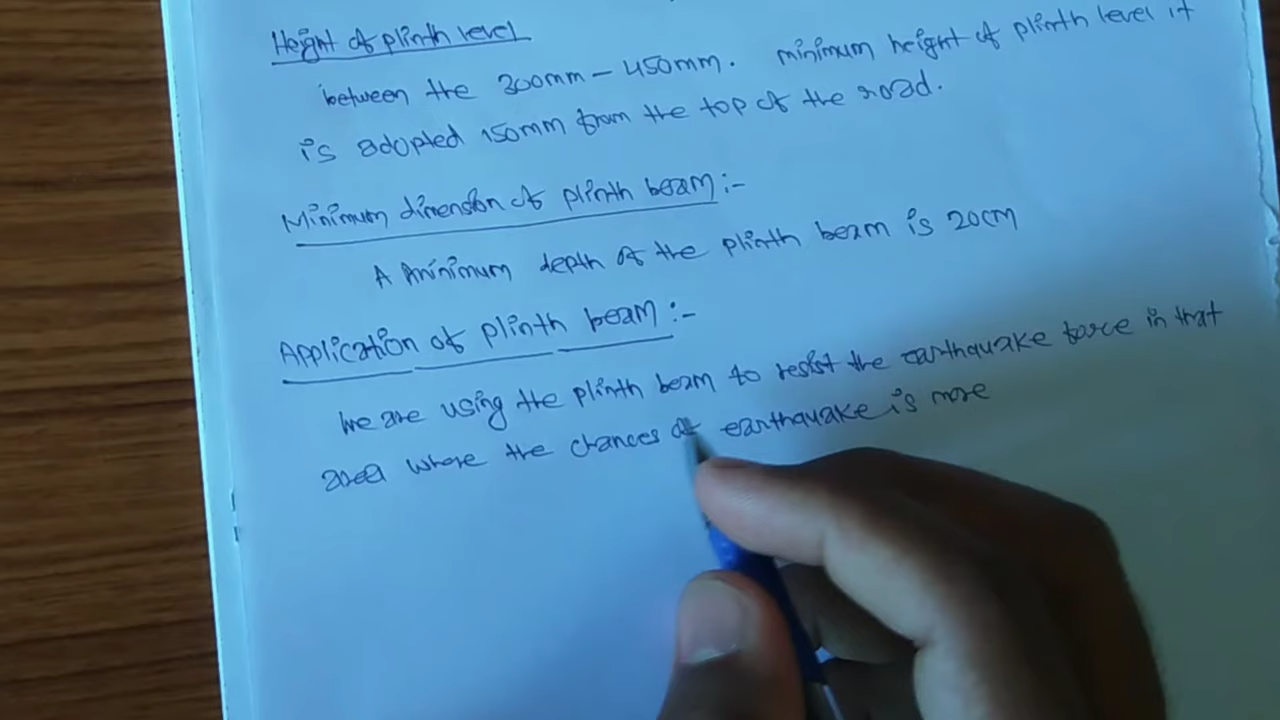 Height of plinth level
between the 300mm - 450mm. minimum height of plinth level it
is adopted 150mm from the top of the road.
Minimum dimension of plinth beam:-
A minimum depth of the plinth beam is 20cm
Application of plinth beam:-
We are using the plinth beam to resist the earthquake force in that
area where the chances of earthquake is more